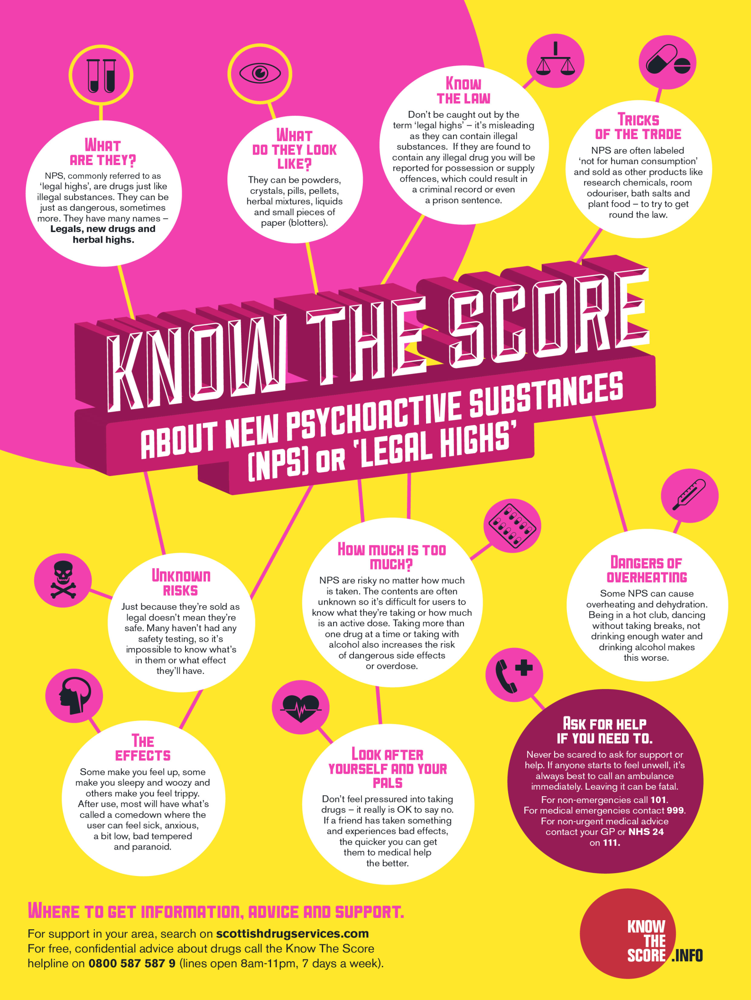 What
are they?
NPS, commonly referred to as
‘legal highs’, are drugs just like
illegal substances. They can be
just as dangerous, sometimes
more. They have many names –
Legals, new drugs and
herbal highs.
What
do they look
like?
They can be powders,
crystals, pills, pellets,
herbal mixtures, liquids
and small pieces of
paper (blotters).
Know
the law
Don’t be caught out by the
term ‘legal highs’ – it’s misleading
as they can contain illegal
substances. If they are found to
contain any illegal drug you will be
reported for possession or supply
offences, which could result in
a criminal record or even
a prison sentence.
Tricks
of the trade
NPS are often labeled
‘not for human consumption’
and sold as other products like
research chemicals, room
odouriser, bath salts and
plant food – to try to get
round the law.
KNOW THE SCORE
ABOUT NEW PSYCHOACTIVE SUBSTANCES
(NPS) OR ‘LEGAL HIGHS’
Unknown
risks
Just because they’re sold as
legal doesn’t mean they’re
safe. Many haven’t had any
safety testing, so it’s
impossible to know what’s
in them or what effect
they’ll have.
How much is too
much?
NPS are risky no matter how much
is taken. The contents are often
unknown so it’s difficult for users to
know what they’re taking or how much
is an active dose. Taking more than
one drug at a time or taking with
alcohol also increases the risk
of dangerous side effects
or overdose.
Dangers of
overheating
Some NPS can cause
overheating and dehydration.
Being in a hot club, dancing
without taking breaks, not
drinking enough water and
drinking alcohol makes
this worse.
The
effects
Some make you feel up, some
make you sleepy and woozy and
others make you feel trippy.
After use, most will have what’s
called a comedown where the
user can feel sick, anxious,
a bit low, bad tempered
and paranoid.
Look after
yourself and your
pals
Don’t feel pressured into taking
drugs – it really is OK to say no.
If a friend has taken something
and experiences bad effects,
the quicker you can get
them to medical help
the better.
Ask for help
if you need to.
Never be scared to ask for support or
help. If anyone starts to feel unwell, it’s
always best to call an ambulance
immediately. Leaving it can be fatal.
For non-emergencies call 101.
For medical emergencies contact 999.
For non-urgent medical advice
contact your GP or NHS 24
on 111.
Where to get information, advice and support.
For support in your area, search on scottishdrugservices.com
For free, confidential advice about drugs call the Know The Score
helpline on 0800 587 587 9 (lines open 8am-11pm, 7 days a week).
KNOW
THE
SCORE.INFO